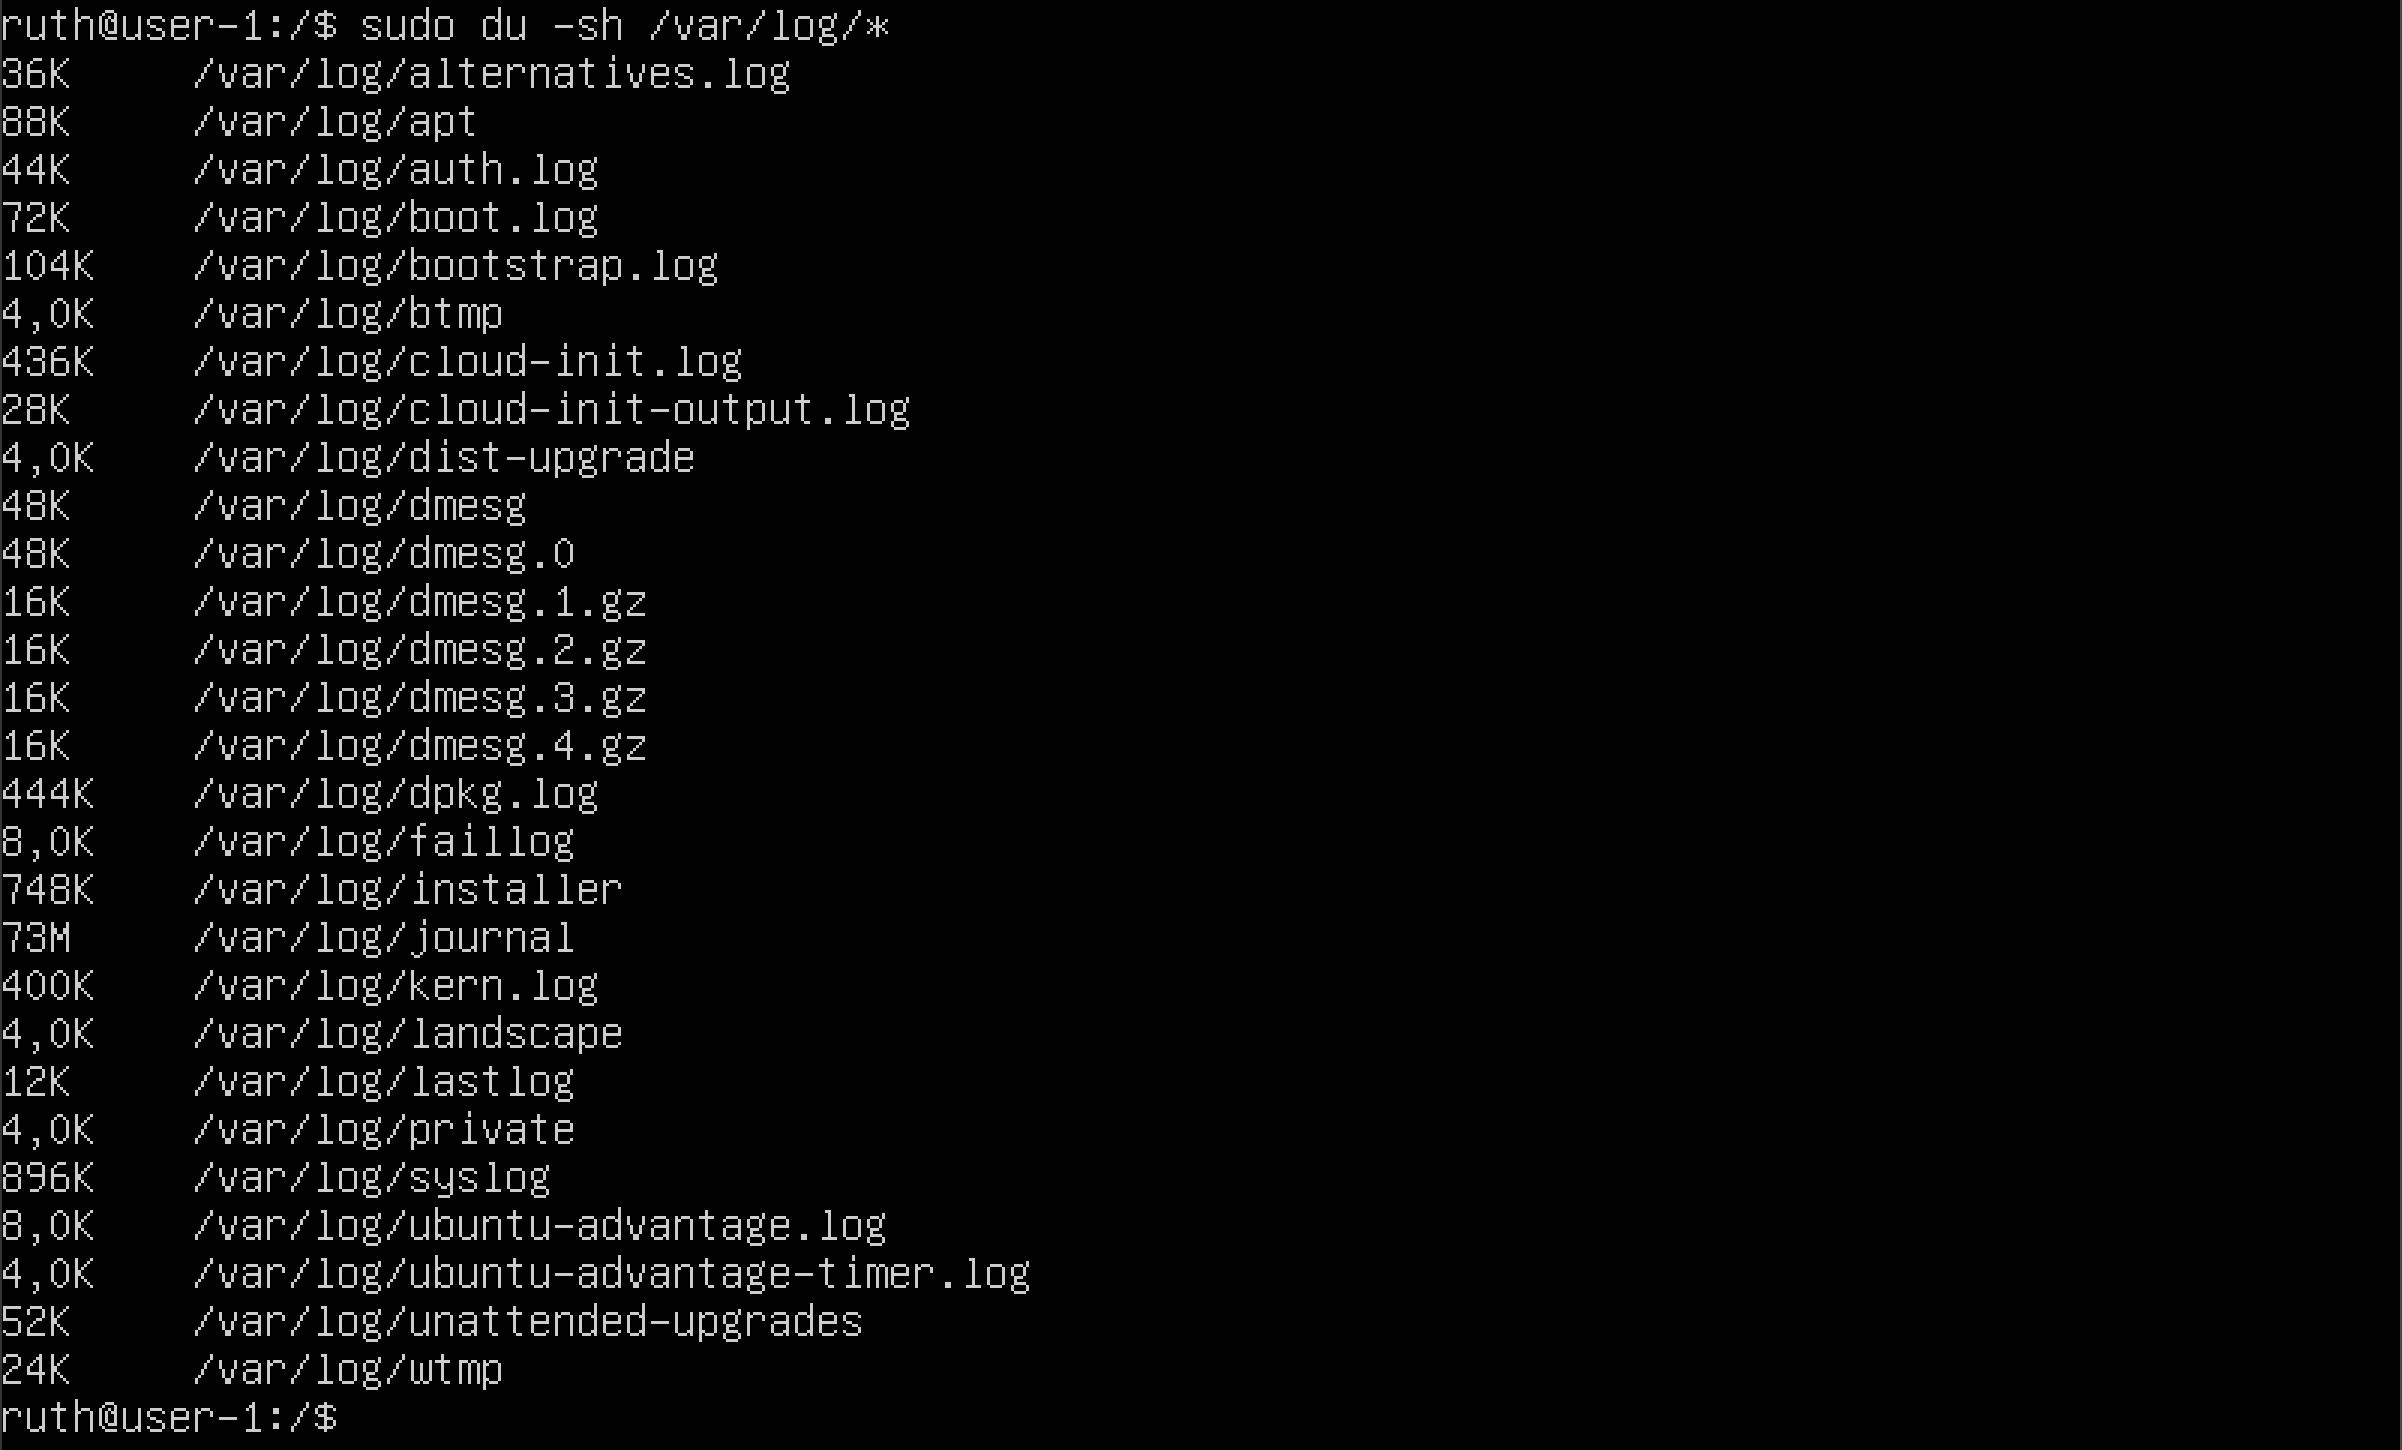 ruth@user-1:/$ sudo du -sh /var/log/*
36K     /var/log/alternatives.log
88K     /var/log/apt
44K     /var/log/auth.log
72K     /var/log/boot.log
104K    /var/log/bootstrap.log
4,0K    /var/log/btmp
436K    /var/log/cloud-init.log
28K     /var/log/cloud-init-output.log
4,0K    /var/log/dist-upgrade
48K     /var/log/dmesg
48K     /var/log/dmesg.0
16K     /var/log/dmesg.1.gz
16K     /var/log/dmesg.2.gz
16K     /var/log/dmesg.3.gz
16K     /var/log/dmesg.4.gz
444K    /var/log/dpkg.log
8,0K    /var/log/faillog
748K    /var/log/installer
73M     /var/log/journal
400K    /var/log/kern.log
4,0K    /var/log/landscape
12K     /var/log/lastlog
4,0K    /var/log/private
896K    /var/log/syslog
8,0K    /var/log/ubuntu-advantage.log
4,0K    /var/log/ubuntu-advantage-timer.log
52K     /var/log/unattended-upgrades
24K     /var/log/wtmp
ruth@user-1:/$